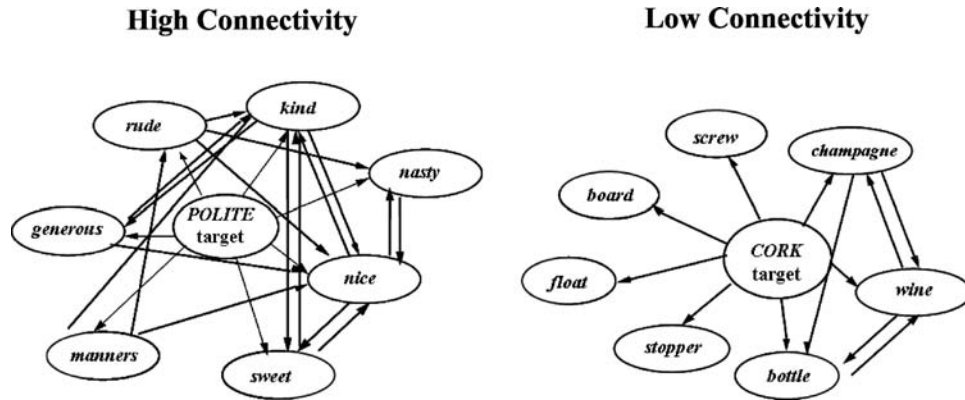 High Connectivity
Low Connectivity
kind
rude
nasty
POLITE
target
generous
nice
manners
sweet
screw
champagne
board
CORK
target
float
wine
stopper
bottle